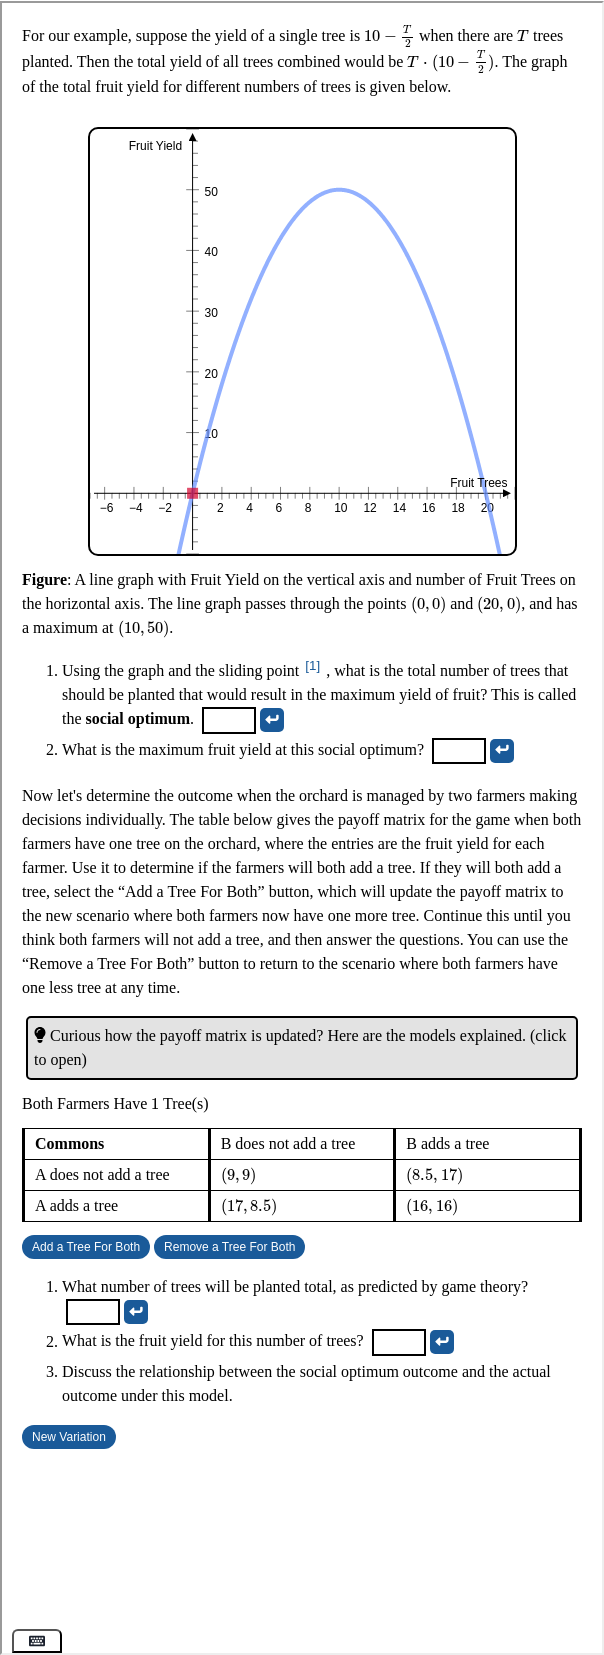 For our example, suppose the yield of a single tree is 10 − T/2 when there are T trees
planted. Then the total yield of all trees combined would be T · (10 − T/2). The graph
of the total fruit yield for different numbers of trees is given below.
Fruit Yield
50
40
30
20
10
Fruit Trees
−6 −4 −2 2 4 6 8 10 12 14 16 18 20
Figure: A line graph with Fruit Yield on the vertical axis and number of Fruit Trees on
the horizontal axis. The line graph passes through the points (0, 0) and (20, 0), and has
a maximum at (10, 50).
1. Using the graph and the sliding point [1] , what is the total number of trees that
should be planted that would result in the maximum yield of fruit? This is called
the social optimum.
2. What is the maximum fruit yield at this social optimum?
Now let's determine the outcome when the orchard is managed by two farmers making
decisions individually. The table below gives the payoff matrix for the game when both
farmers have one tree on the orchard, where the entries are the fruit yield for each
farmer. Use it to determine if the farmers will both add a tree. If they will both add a
tree, select the “Add a Tree For Both” button, which will update the payoff matrix to
the new scenario where both farmers now have one more tree. Continue this until you
think both farmers will not add a tree, and then answer the questions. You can use the
“Remove a Tree For Both” button to return to the scenario where both farmers have
one less tree at any time.
Curious how the payoff matrix is updated? Here are the models explained. (click
to open)
Both Farmers Have 1 Tree(s)
Commons B does not add a tree B adds a tree
A does not add a tree (9, 9) (8.5, 17)
A adds a tree (17, 8.5) (16, 16)
Add a Tree For Both Remove a Tree For Both
1. What number of trees will be planted total, as predicted by game theory?
2. What is the fruit yield for this number of trees?
3. Discuss the relationship between the social optimum outcome and the actual
outcome under this model.
New Variation